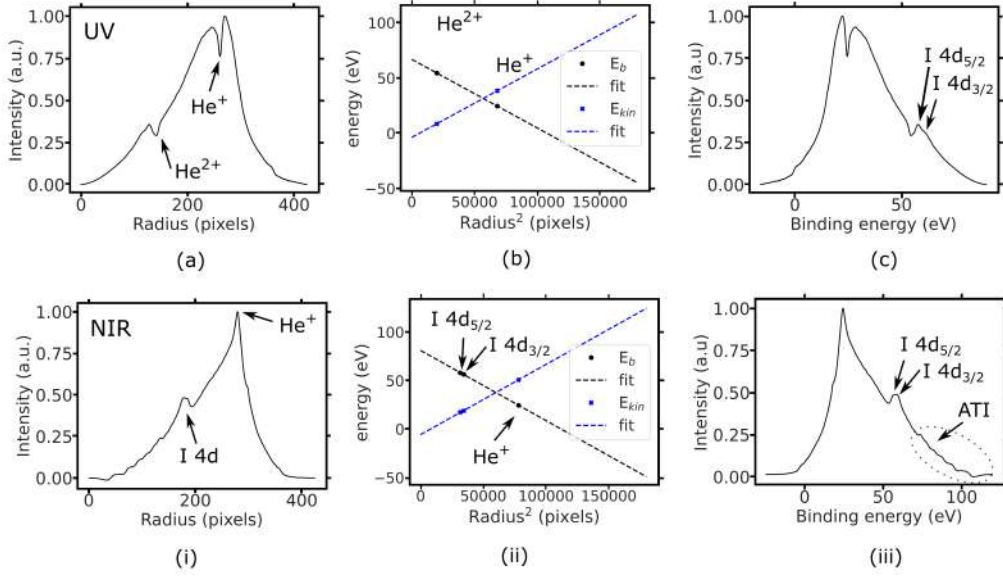 UV
Intensity (a.u.)
1.00
0.75
0.50
0.25
0.00
He⁺
He²⁺
0 200 400
Radius (pixels)
(a)
He²⁺
energy (eV)
100
50
0
−50
He⁺
E_b
fit
E_kin
fit
0 50000 100000 150000
Radius² (pixels)
(b)
Intensity (a.u)
1.00
0.75
0.50
0.25
0.00
I 4d₅/₂
I 4d₃/₂
0 50
Binding energy (eV)
(c)
NIR
Intensity (a.u.)
1.00
0.75
0.50
0.25
0.00
He⁺
I 4d
0 200 400
Radius (pixels)
(i)
energy (eV)
100
50
0
−50
I 4d₅/₂
I 4d₃/₂
He⁺
E_b
fit
E_kin
fit
0 50000 100000 150000
Radius² (pixels)
(ii)
Intensity (a.u)
1.00
0.75
0.50
0.25
0.00
I 4d₅/₂
I 4d₃/₂
ATI
0 50 100
Binding energy (eV)
(iii)